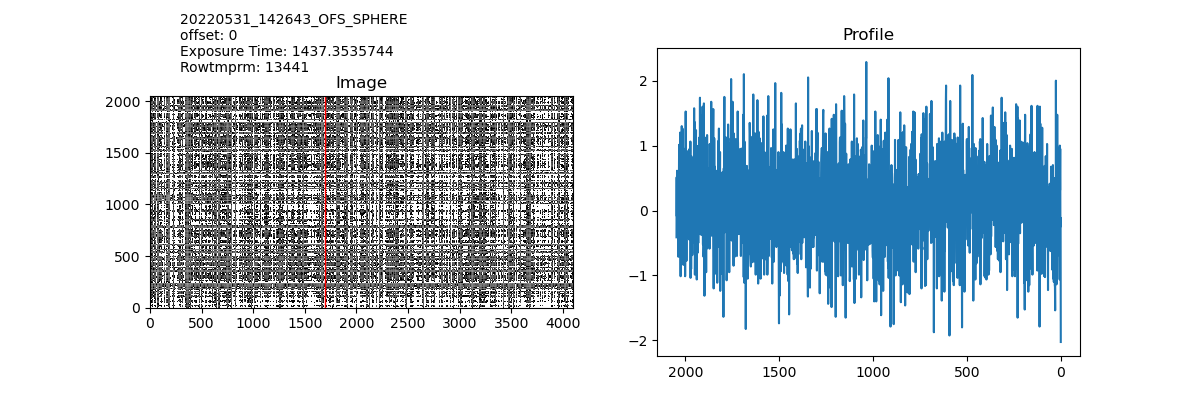 20220531_142643_OFS_SPHERE
offset: 0
Exposure Time: 1437.3535744
Rowtmprm: 13441
Image
2000
1500
1000
500
0
0 500 1000 1500 2000 2500 3000 3500 4000
Profile
2
1
0
−1
−2
2000 1500 1000 500 0